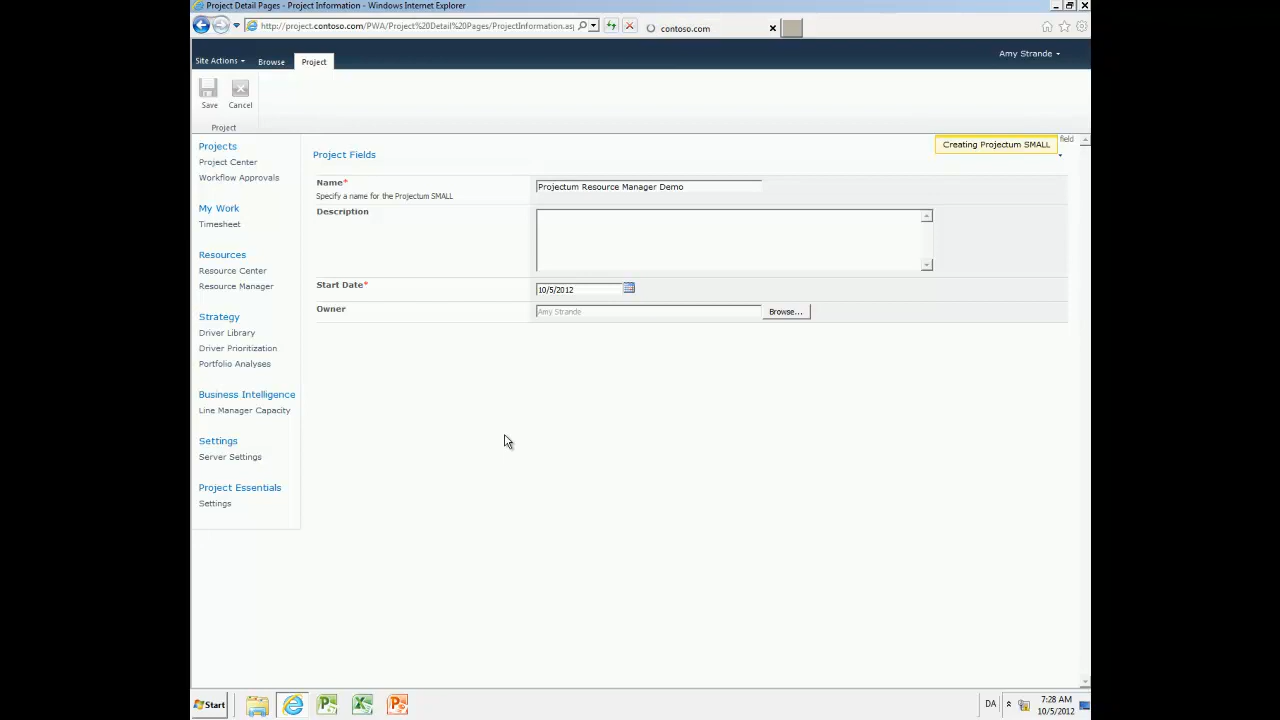 Project Detail Pages - Project Information - Windows Internet Explorer
http://project.contoso.com/PWA/Project%20Detail%20Pages/ProjectInformation.as
contoso.com
Site Actions
Browse
Project
Amy Strande
Save
Cancel
Project
Projects
Project Center
Workflow Approvals
My Work
Timesheet
Resources
Resource Center
Resource Manager
Strategy
Driver Library
Driver Prioritization
Portfolio Analyses
Business Intelligence
Line Manager Capacity
Settings
Server Settings
Project Essentials
Settings
Creating Projectum SMALL
field
Project Fields
Name*
Specify a name for the Projectum SMALL
Projectum Resource Manager Demo
Description
Start Date*
10/5/2012
Owner
Amy Strande
Browse...
Start
DA
7:28 AM
10/5/2012